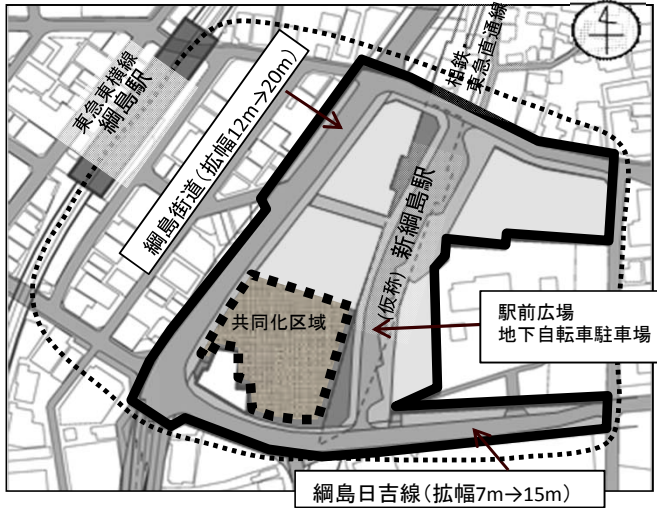 東急東横線
綱島駅
綱島街道(拡幅12m→20m)
相鉄・
東急直通線
(仮称) 新綱島駅
共同化区域
駅前広場
地下自転車駐車場
綱島日吉線(拡幅7m→15m)